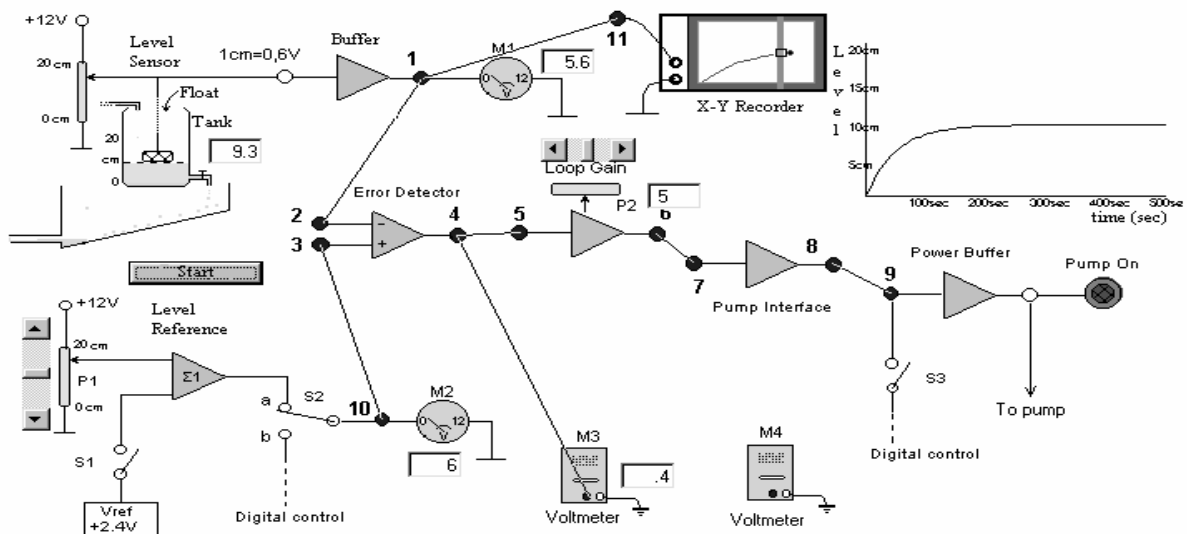 +12V
Level
Sensor
20 cm
0 cm
1cm=0,6V
Float
Tank
20
cm
0
9.3
Buffer
1
M1
0 12
V
5.6
11
X-Y Recorder
Level
20cm
15cm
10cm
5cm
100sec 200sec 300sec 400sec 500se
time (sec)
Loop Gain
P2
5
Error Detector
2
3
−
+
4
5
6
7
Pump Interface
8
9
Power Buffer
Pump On
To pump
S3
Digital control
Start
+12V
Level
Reference
20 cm
P1
0 cm
Σ1
S1
Vref
+2.4V
a
S2
b
Digital control
10
M2
0 12
V
6
M3
.4
Voltmeter
M4
Voltmeter